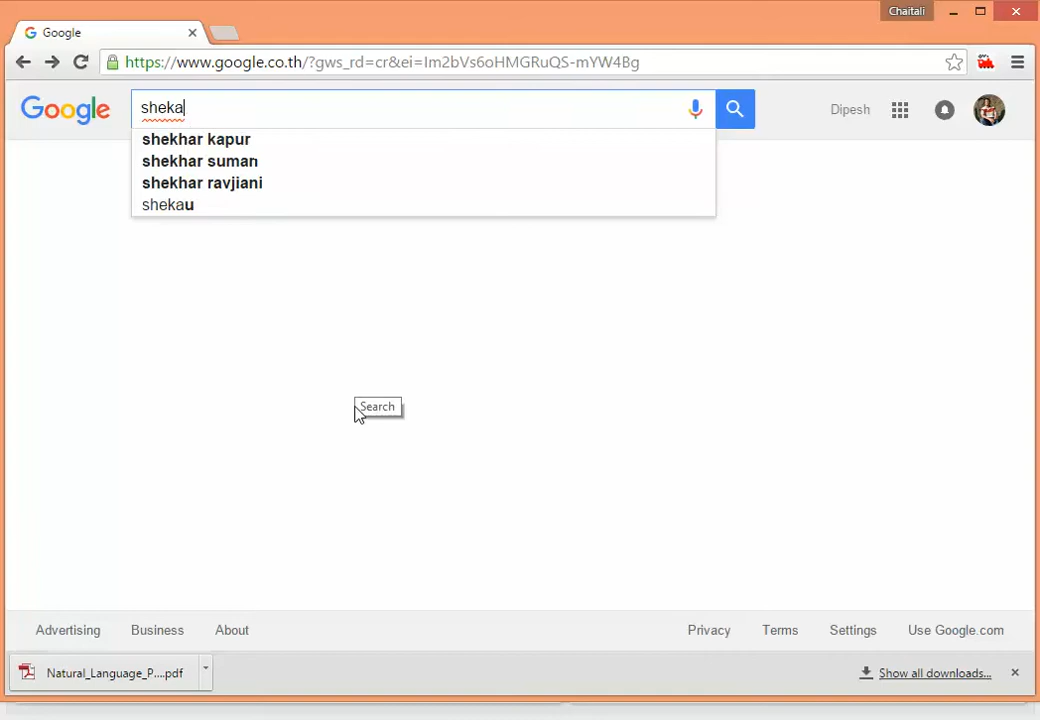 Chaitali
Google
https://www.google.co.th/?gws_rd=cr&ei=Im2bVs6oHMGRuQS-mYW4Bg
Google
sheka
Dipesh
shekhar kapur
shekhar suman
shekhar ravjiani
shekau
Search
Advertising Business About Privacy Terms Settings Use Google.com
Natural_Language_P....pdf Show all downloads...